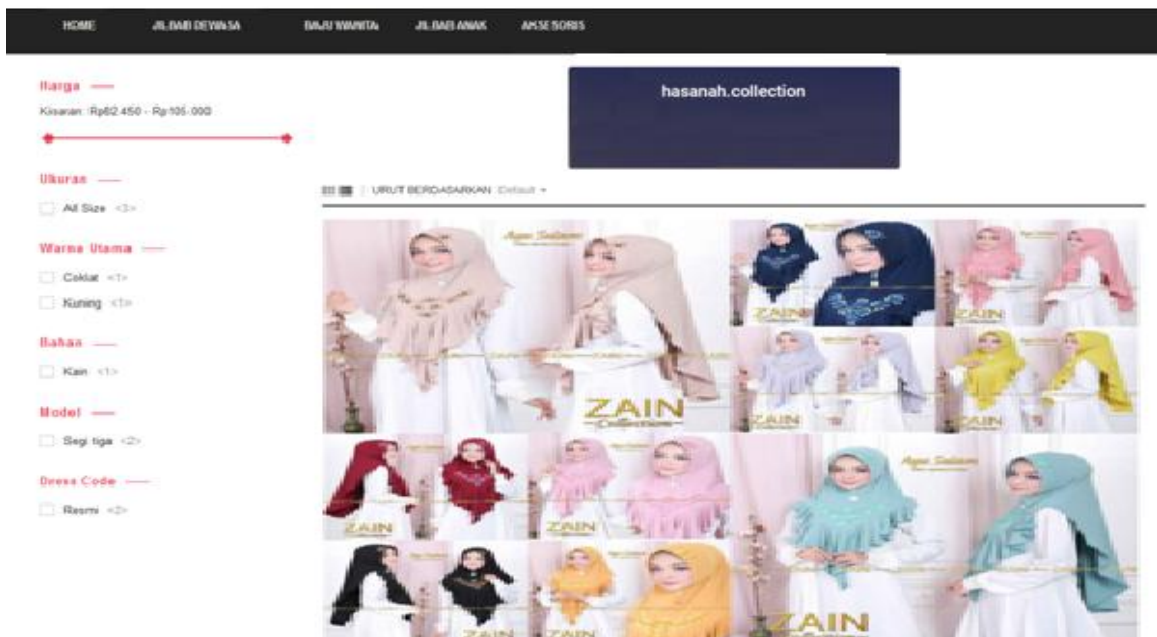 HOME JILBAB DEWASA BAJU WANITA JILBAB ANAK AKSESORIS
Harga
Kisaran: Rp82.450 - Rp105.000
hasanah.collection
Ukuran
URUT BERDASARKAN Default
All Size <3>
Warna Utama
Coklat <1>
Kuning <1>
Bahan
Kain <1>
Model
Segi tiga <2>
Dress Code
Resmi <2>
ZAIN
Collection
ZAIN
ZAIN
ZAIN
ZAIN
ZAIN
ZAIN
ZAIN
ZAIN
ZAIN